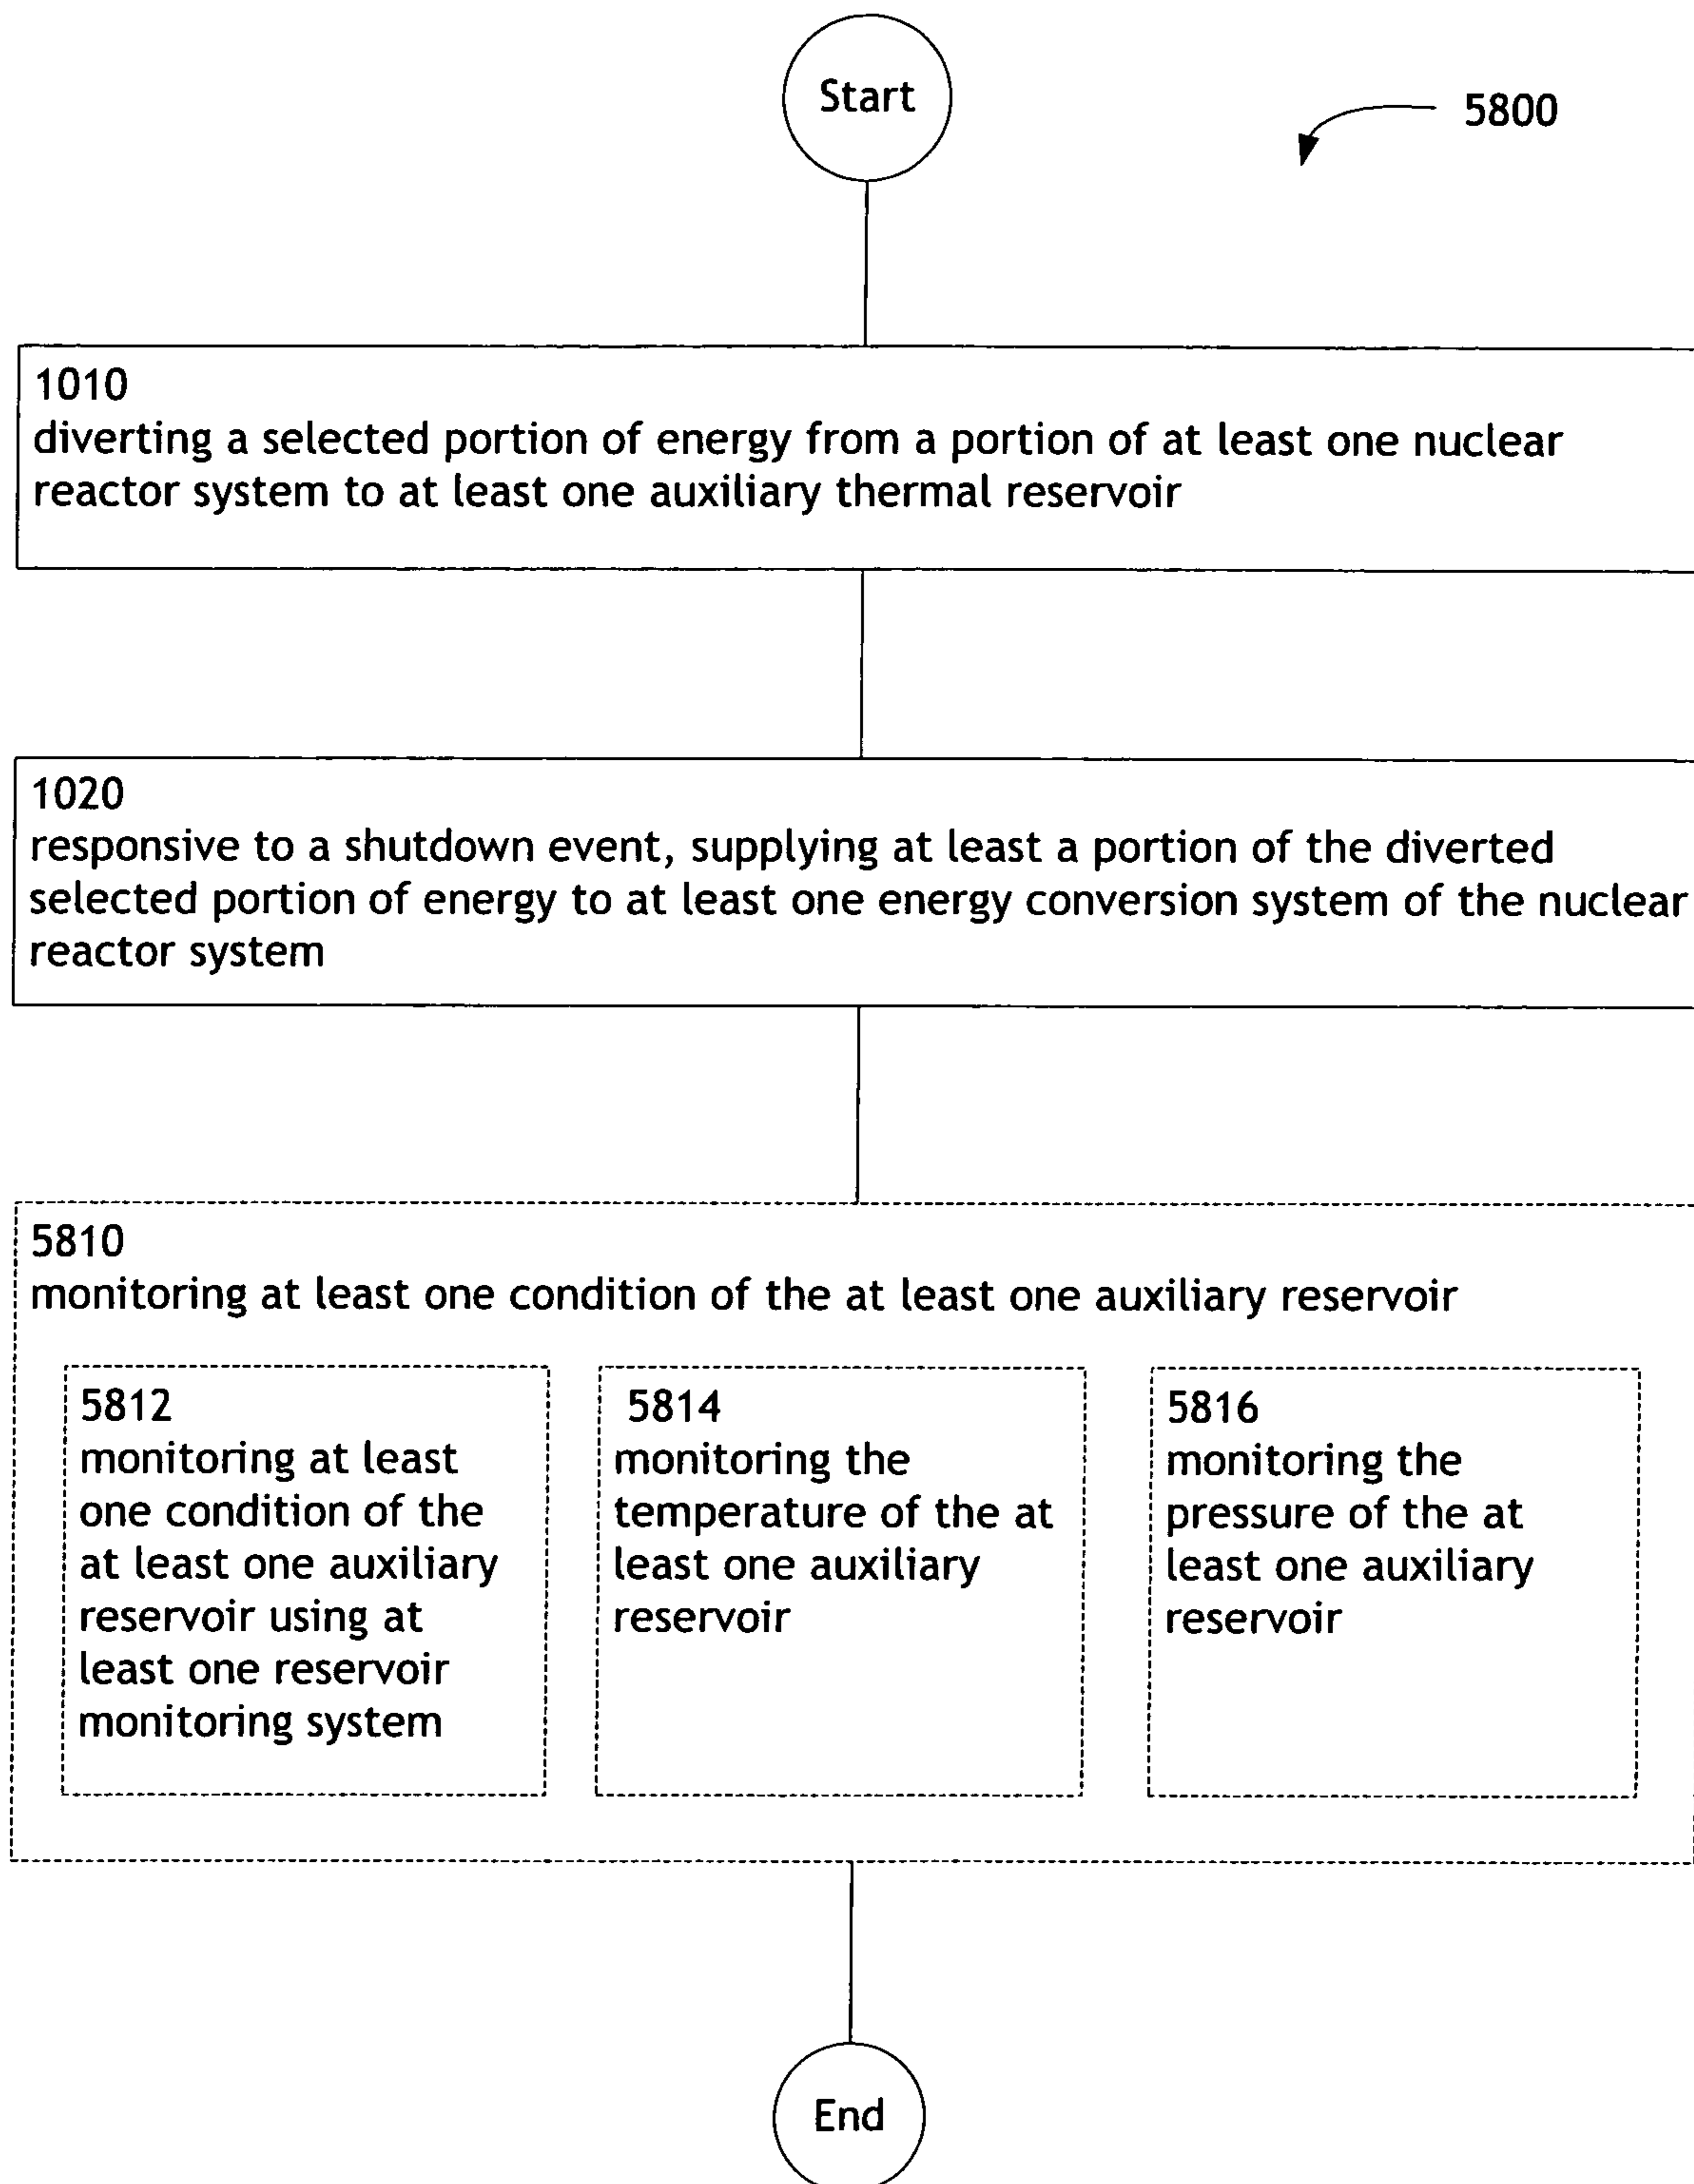 Start
5800
1010
diverting a selected portion of energy from a portion of at least one nuclear
reactor system to at least one auxiliary thermal reservoir
1020
responsive to a shutdown event, supplying at least a portion of the diverted
selected portion of energy to at least one energy conversion system of the nuclear
reactor system
5810
monitoring at least one condition of the at least one auxiliary reservoir
5812
monitoring at least
one condition of the
at least one auxiliary
reservoir using at
least one reservoir
monitoring system
5814
monitoring the
temperature of the at
least one auxiliary
reservoir
5816
monitoring the
pressure of the at
least one auxiliary
reservoir
End